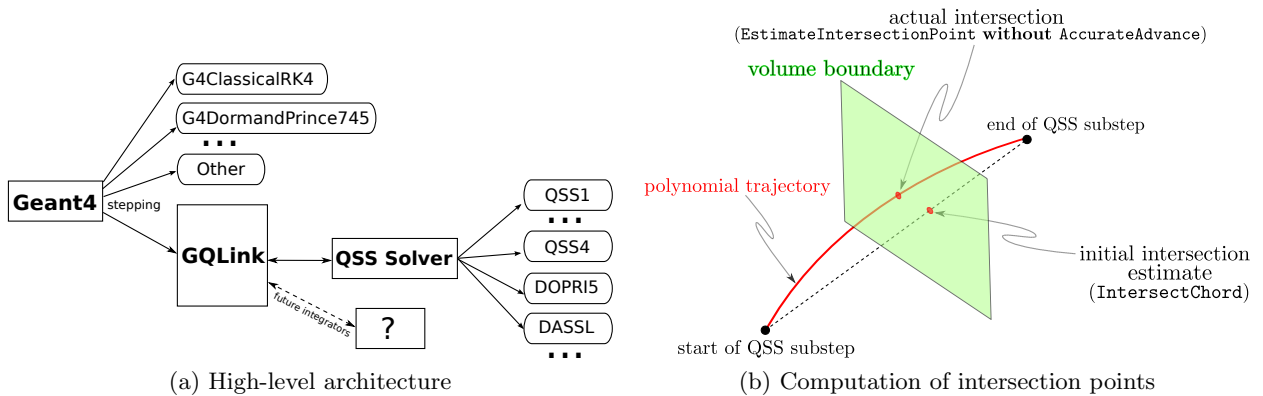 G4ClassicalRK4
G4DormandPrince745
...
Other
Geant4
stepping
GQLink
QSS Solver
future integrators
?
QSS1
...
QSS4
DOPRI5
DASSL
...
(a) High-level architecture
actual intersection
(EstimateIntersectionPoint without AccurateAdvance)
volume boundary
end of QSS substep
polynomial trajectory
initial intersection
estimate
(IntersectChord)
start of QSS substep
(b) Computation of intersection points